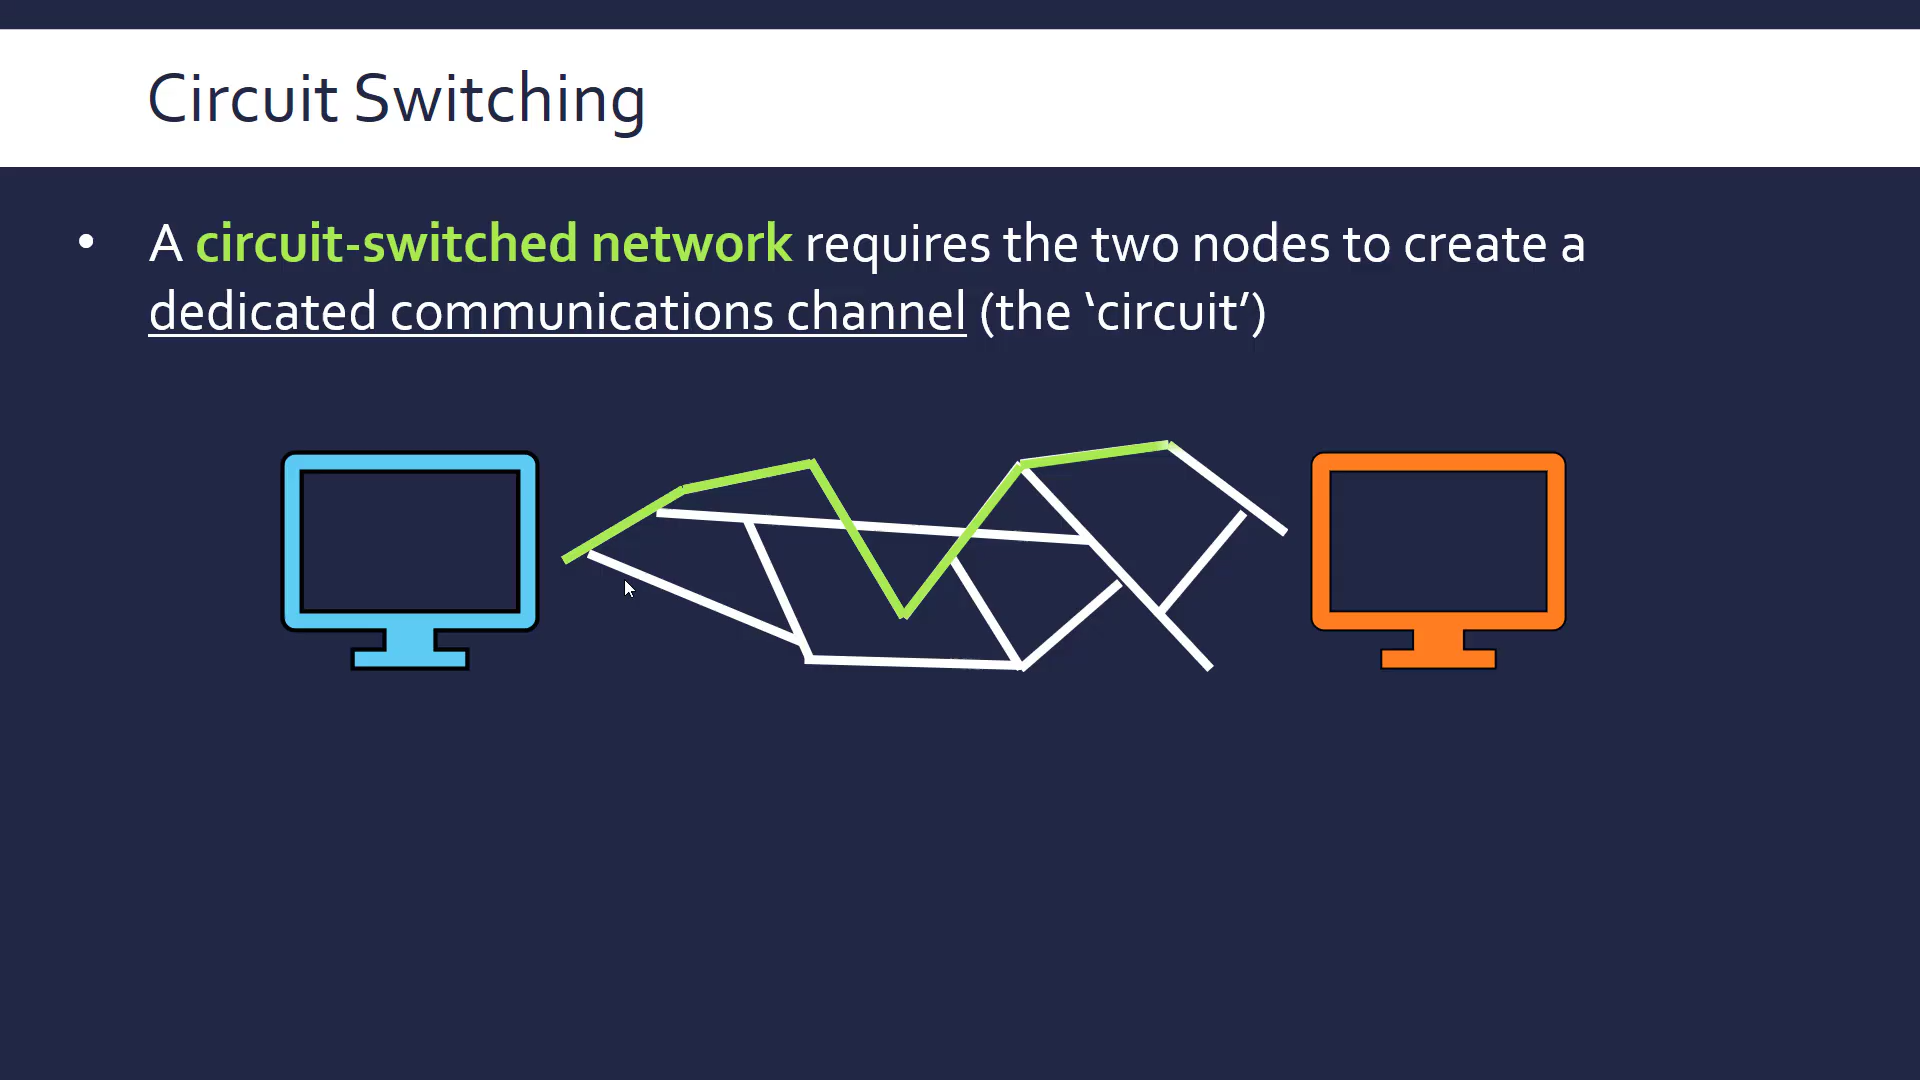 Circuit Switching
• A circuit-switched network requires the two nodes to create a
dedicated communications channel (the ‘circuit’)